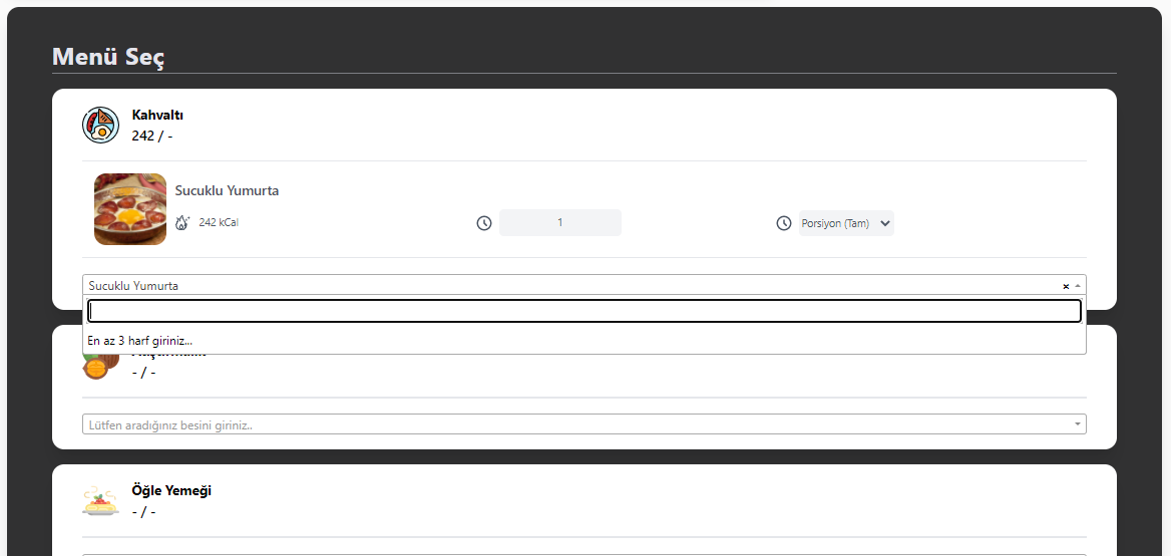 Menü Seç
Kahvaltı
242 / -
Sucuklu Yumurta
242 kCal
1
Porsiyon (Tam)
Sucuklu Yumurta
En az 3 harf giriniz...
- / -
Lütfen aradığınız besini giriniz..
Öğle Yemeği
- / -